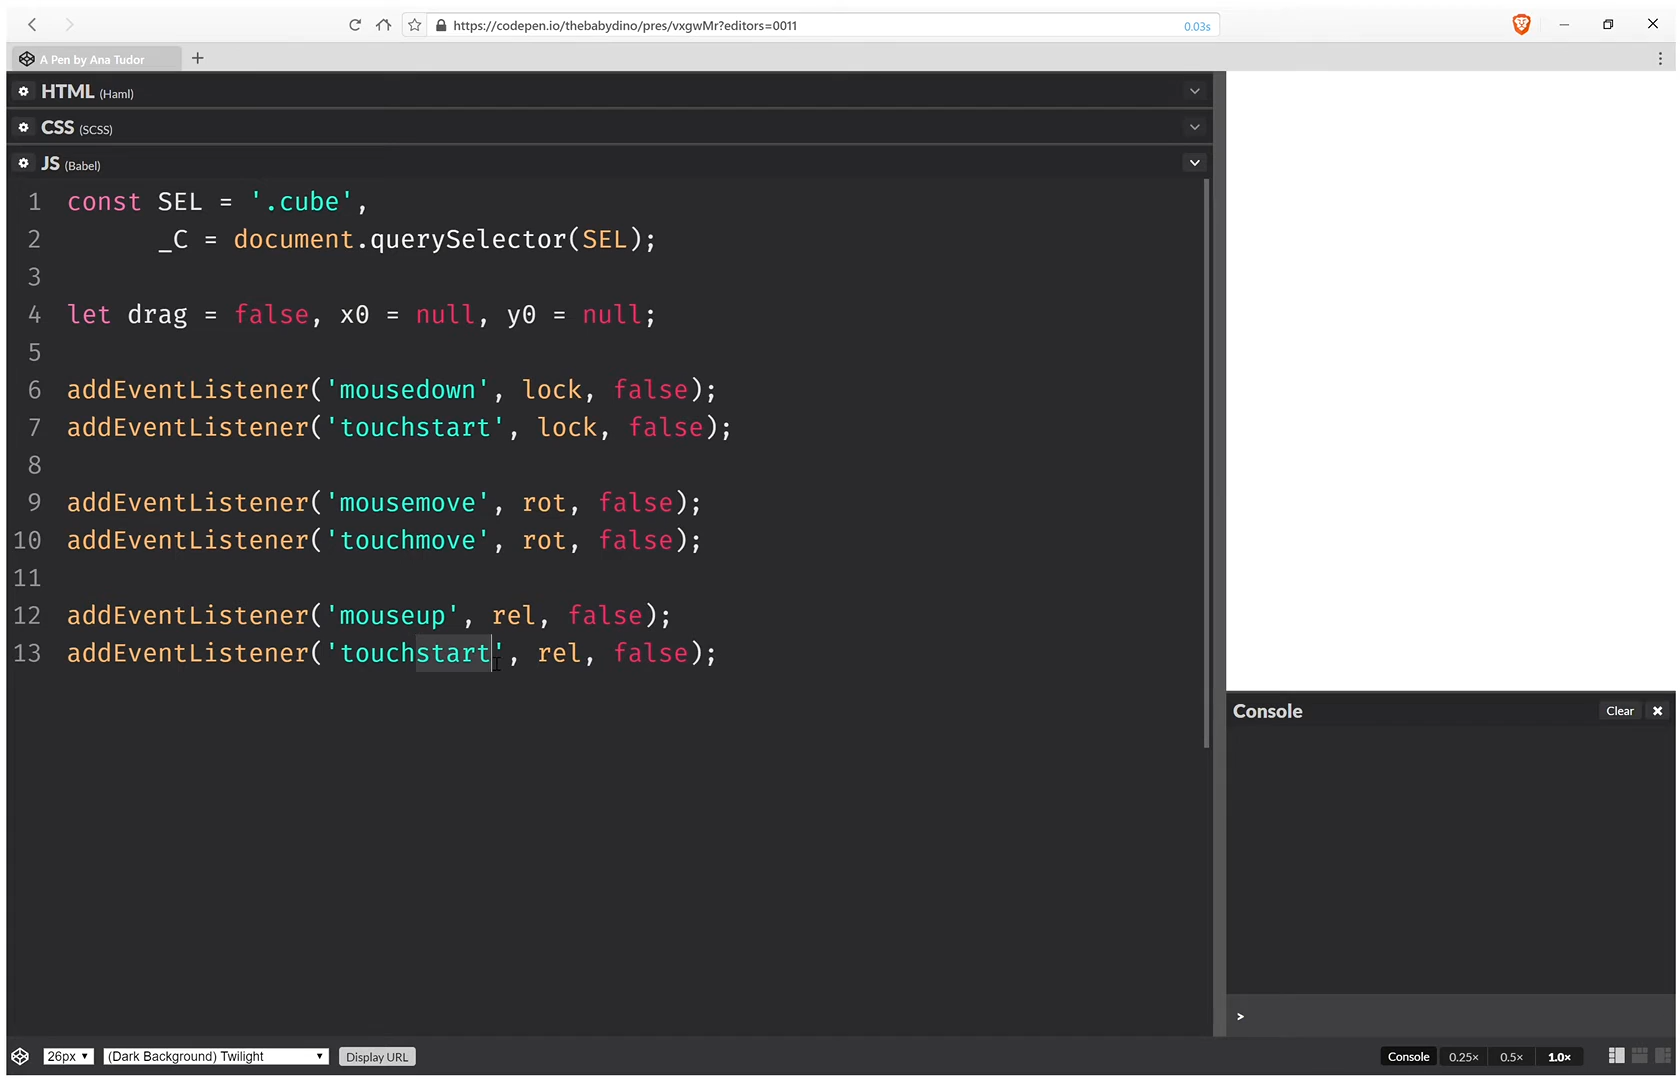 https://codepen.io/thebabydino/pres/vxgwMr?editors=0011
0.03s
A Pen by Ana Tudor
HTML (Haml)
CSS (SCSS)
JS (Babel)
1 const SEL = '.cube',
2 _C = document.querySelector(SEL);
3
4 let drag = false, x0 = null, y0 = null;
5
6 addEventListener('mousedown', lock, false);
7 addEventListener('touchstart', lock, false);
8
9 addEventListener('mousemove', rot, false);
10 addEventListener('touchmove', rot, false);
11
12 addEventListener('mouseup', rel, false);
13 addEventListener('touchstart', rel, false);
Console
Clear
>
26px
(Dark Background) Twilight
Display URL
Console 0.25× 0.5× 1.0×